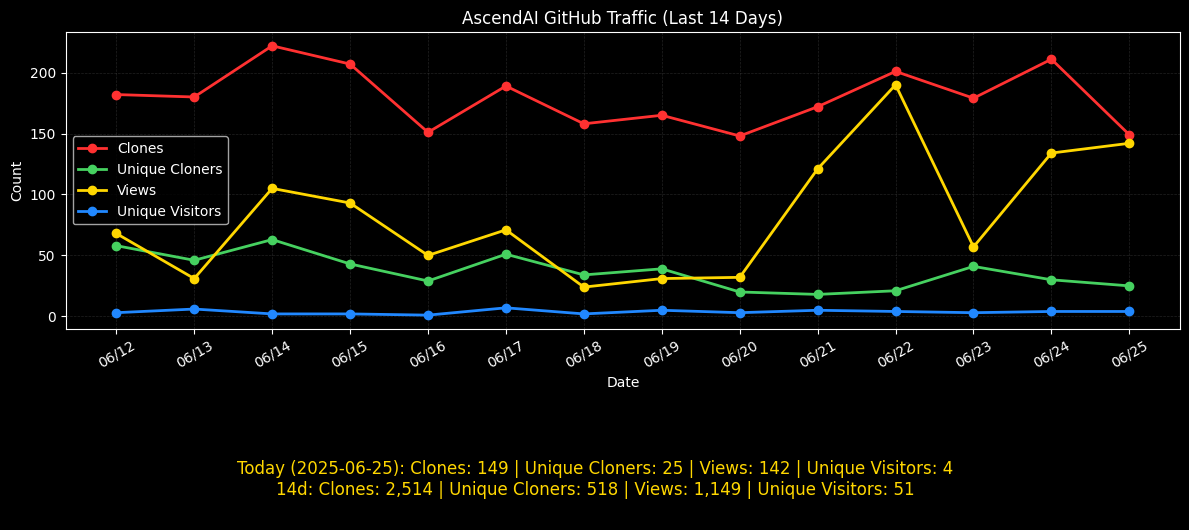 AscendAI GitHub Traffic (Last 14 Days)
Count
200
150
100
50
0
Clones
Unique Cloners
Views
Unique Visitors
06/12 06/13 06/14 06/15 06/16 06/17 06/18 06/19 06/20 06/21 06/22 06/23 06/24 06/25
Date
Today (2025-06-25): Clones: 149 | Unique Cloners: 25 | Views: 142 | Unique Visitors: 4
14d: Clones: 2,514 | Unique Cloners: 518 | Views: 1,149 | Unique Visitors: 51